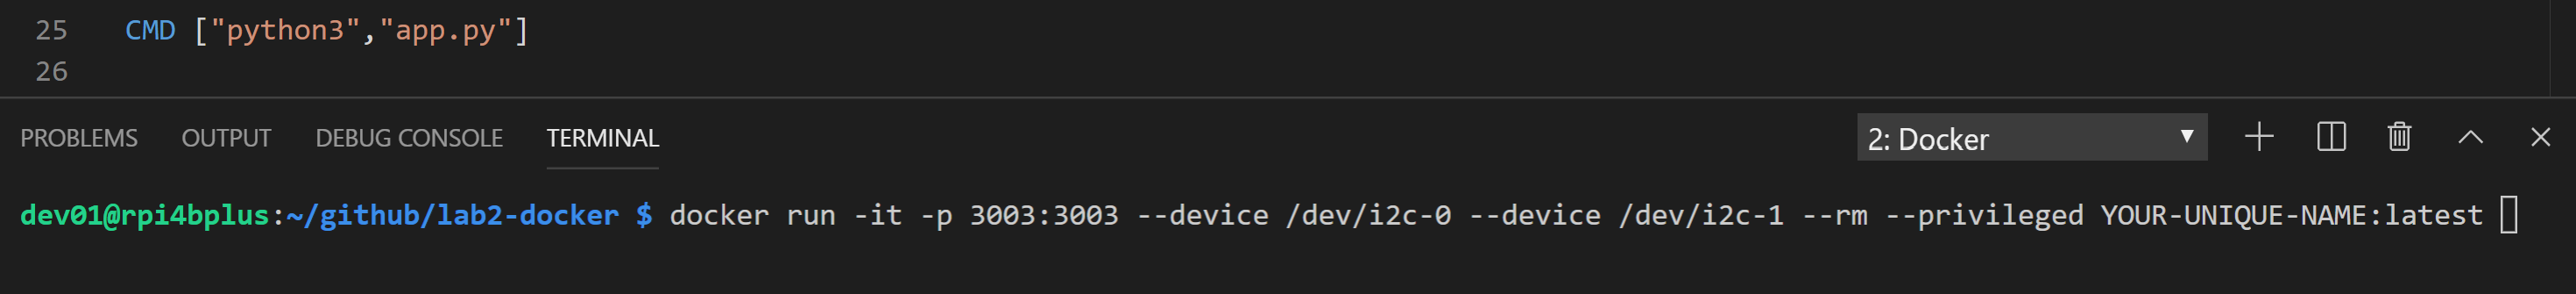 25 CMD ["python3","app.py"]
26
PROBLEMS OUTPUT DEBUG CONSOLE TERMINAL 2: Docker
dev01@rpi4bplus:~/github/lab2-docker $ docker run -it -p 3003:3003 --device /dev/i2c-0 --device /dev/i2c-1 --rm --privileged YOUR-UNIQUE-NAME:latest